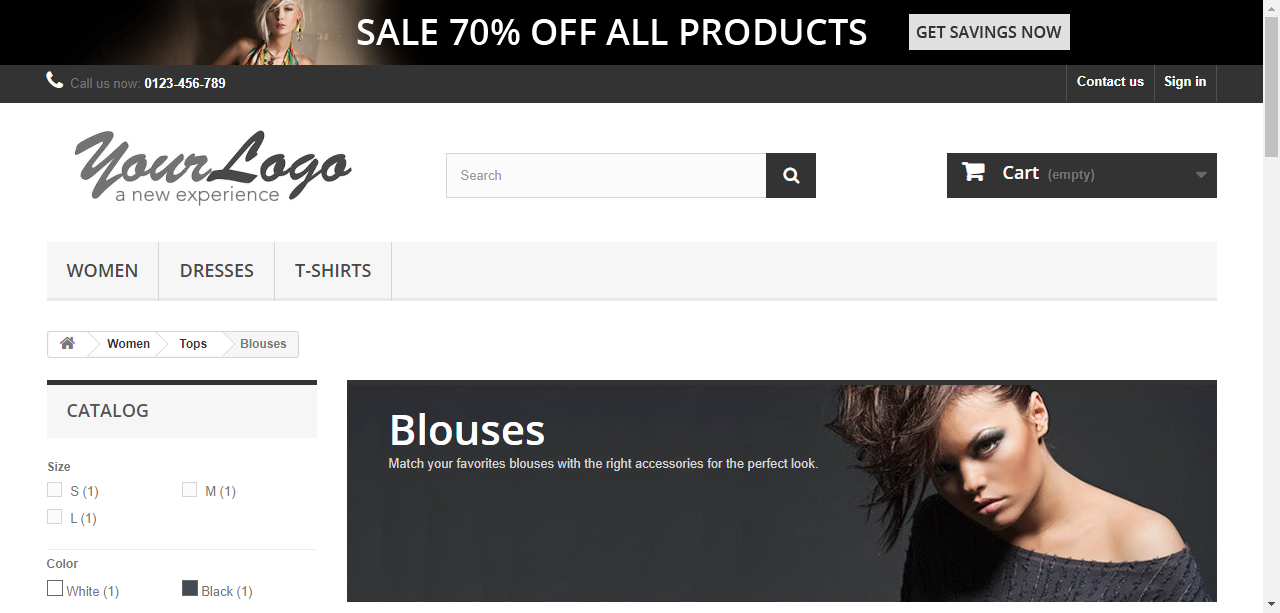 SALE 70% OFF ALL PRODUCTS GET SAVINGS NOW
Call us now: 0123-456-789 Contact us Sign in
YourLogo
a new experience
Search
Cart (empty)
WOMEN DRESSES T-SHIRTS
Women Tops Blouses
CATALOG
Size
S (1) M (1)
L (1)
Color
White (1) Black (1)
Blouses
Match your favorites blouses with the right accessories for the perfect look.